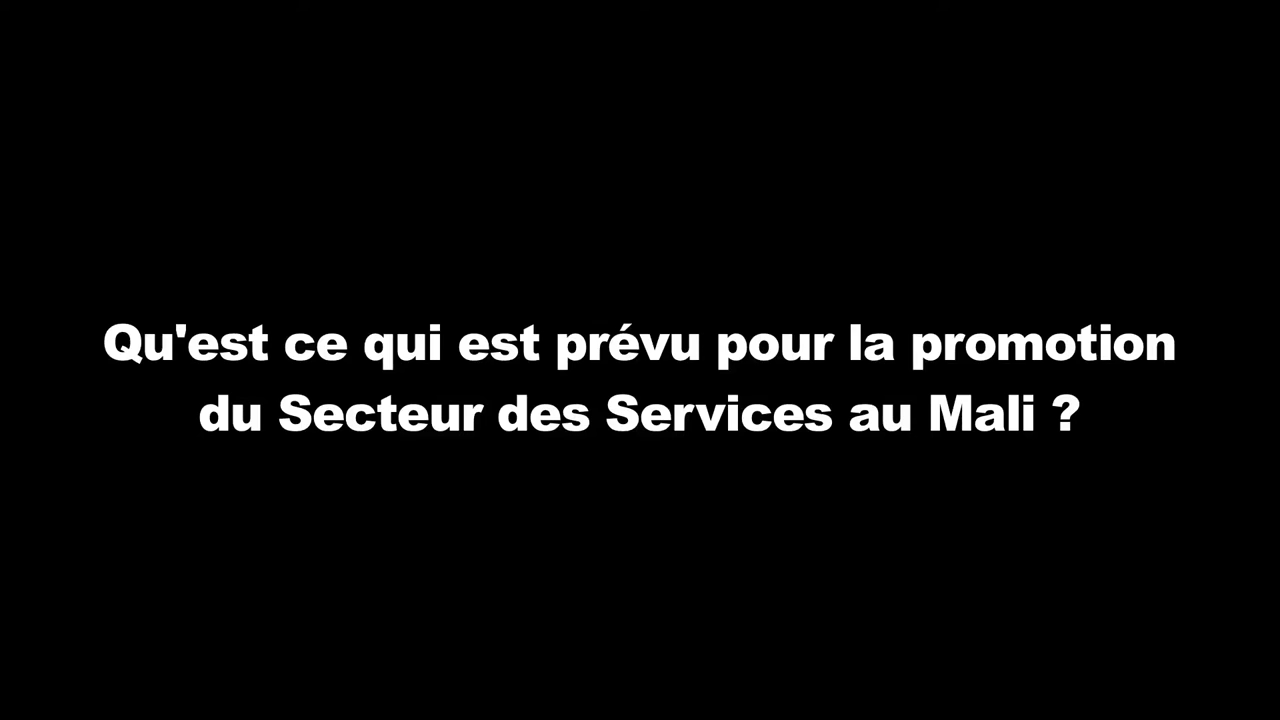 Qu'est ce qui est prévu pour la promotion
du Secteur des Services au Mali ?